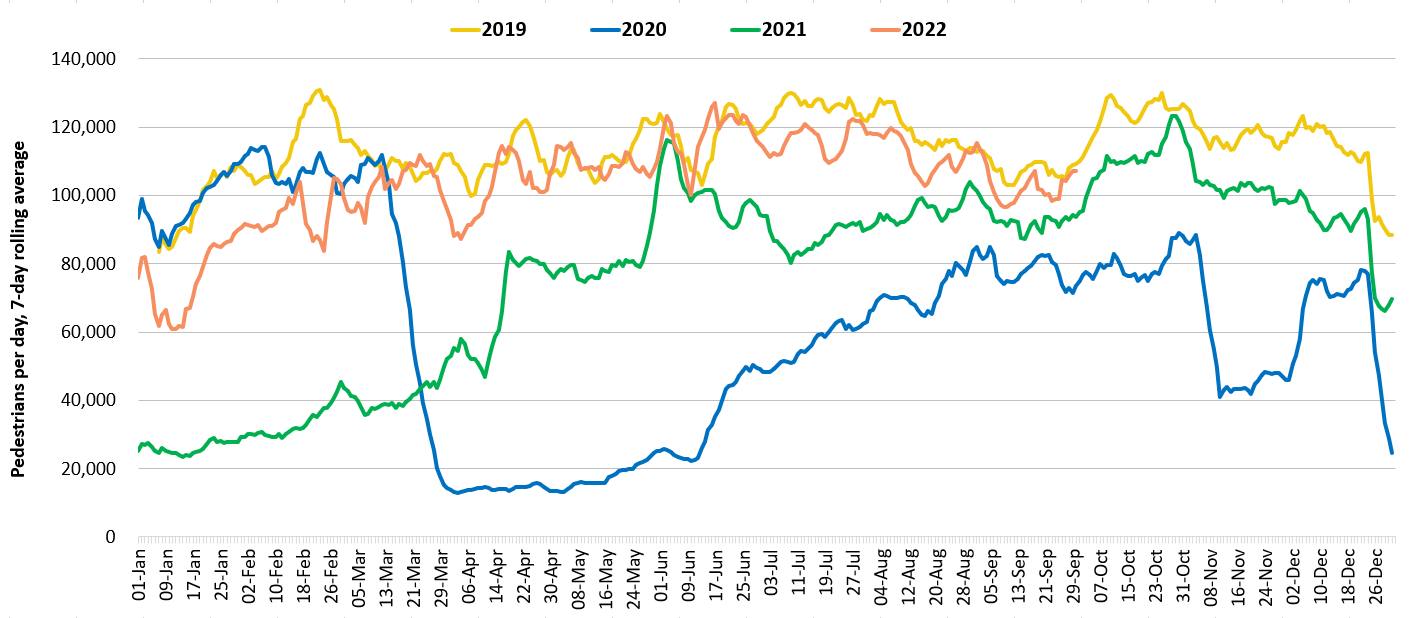 2019 2020 2021 2022
Pedestrians per day, 7-day rolling average
140,000
120,000
100,000
80,000
60,000
40,000
20,000
0
01-Jan
09-Jan
17-Jan
25-Jan
02-Feb
10-Feb
18-Feb
26-Feb
05-Mar
13-Mar
21-Mar
29-Mar
06-Apr
14-Apr
22-Apr
30-Apr
08-May
16-May
24-May
01-Jun
09-Jun
17-Jun
25-Jun
03-Jul
11-Jul
19-Jul
27-Jul
04-Aug
12-Aug
20-Aug
28-Aug
05-Sep
13-Sep
21-Sep
29-Sep
07-Oct
15-Oct
23-Oct
31-Oct
08-Nov
16-Nov
24-Nov
02-Dec
10-Dec
18-Dec
26-Dec